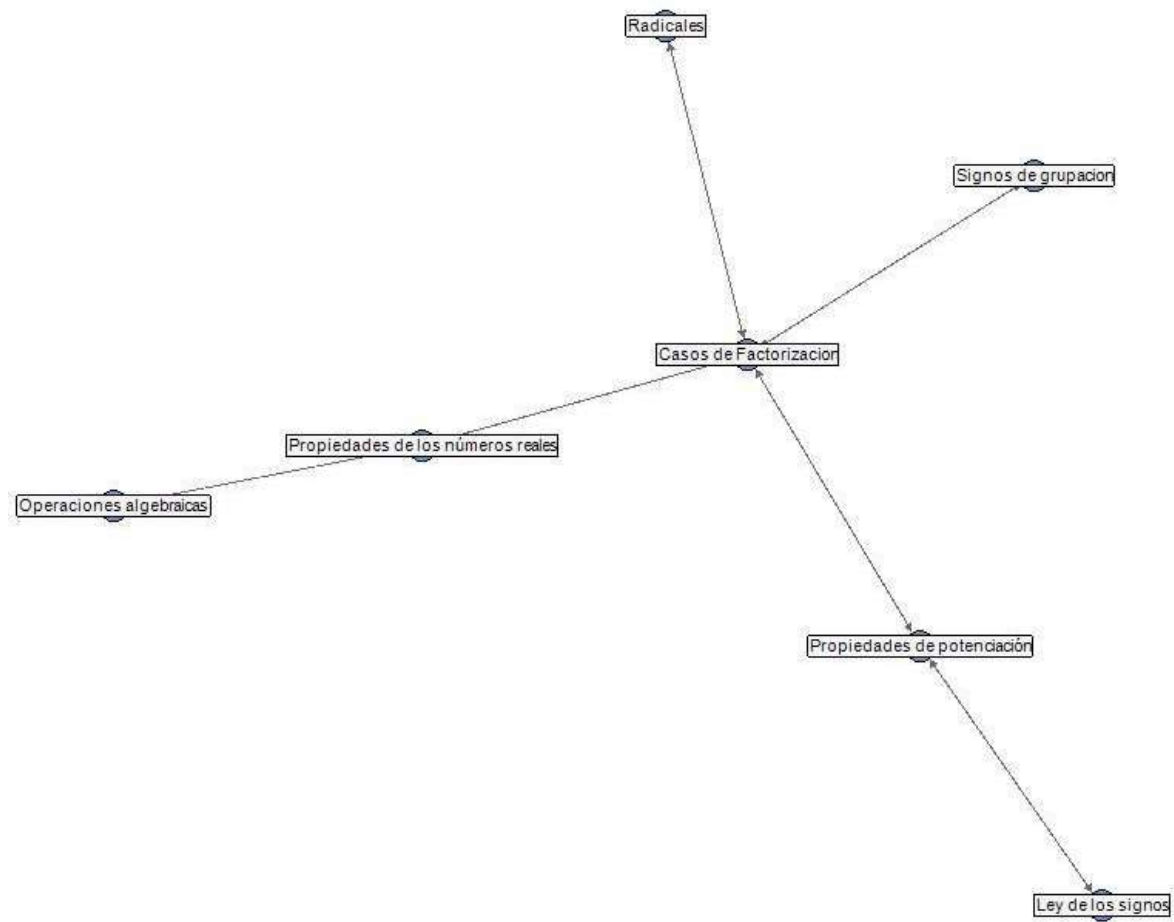 Radicales
Signos de grupacion
Casos de Factorizacion
Propiedades de los números reales
Operaciones algebraicas
Propiedades de potenciación
Ley de los signos